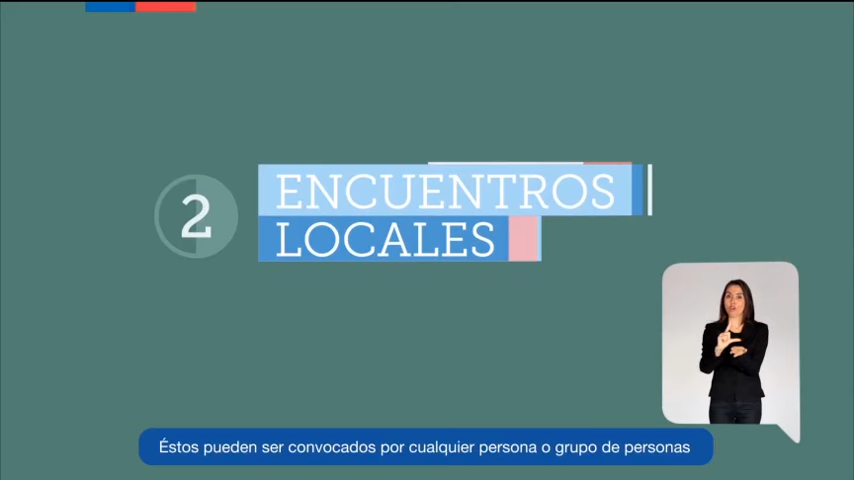 2
ENCUENTROS
LOCALES
Éstos pueden ser convocados por cualquier persona o grupo de personas